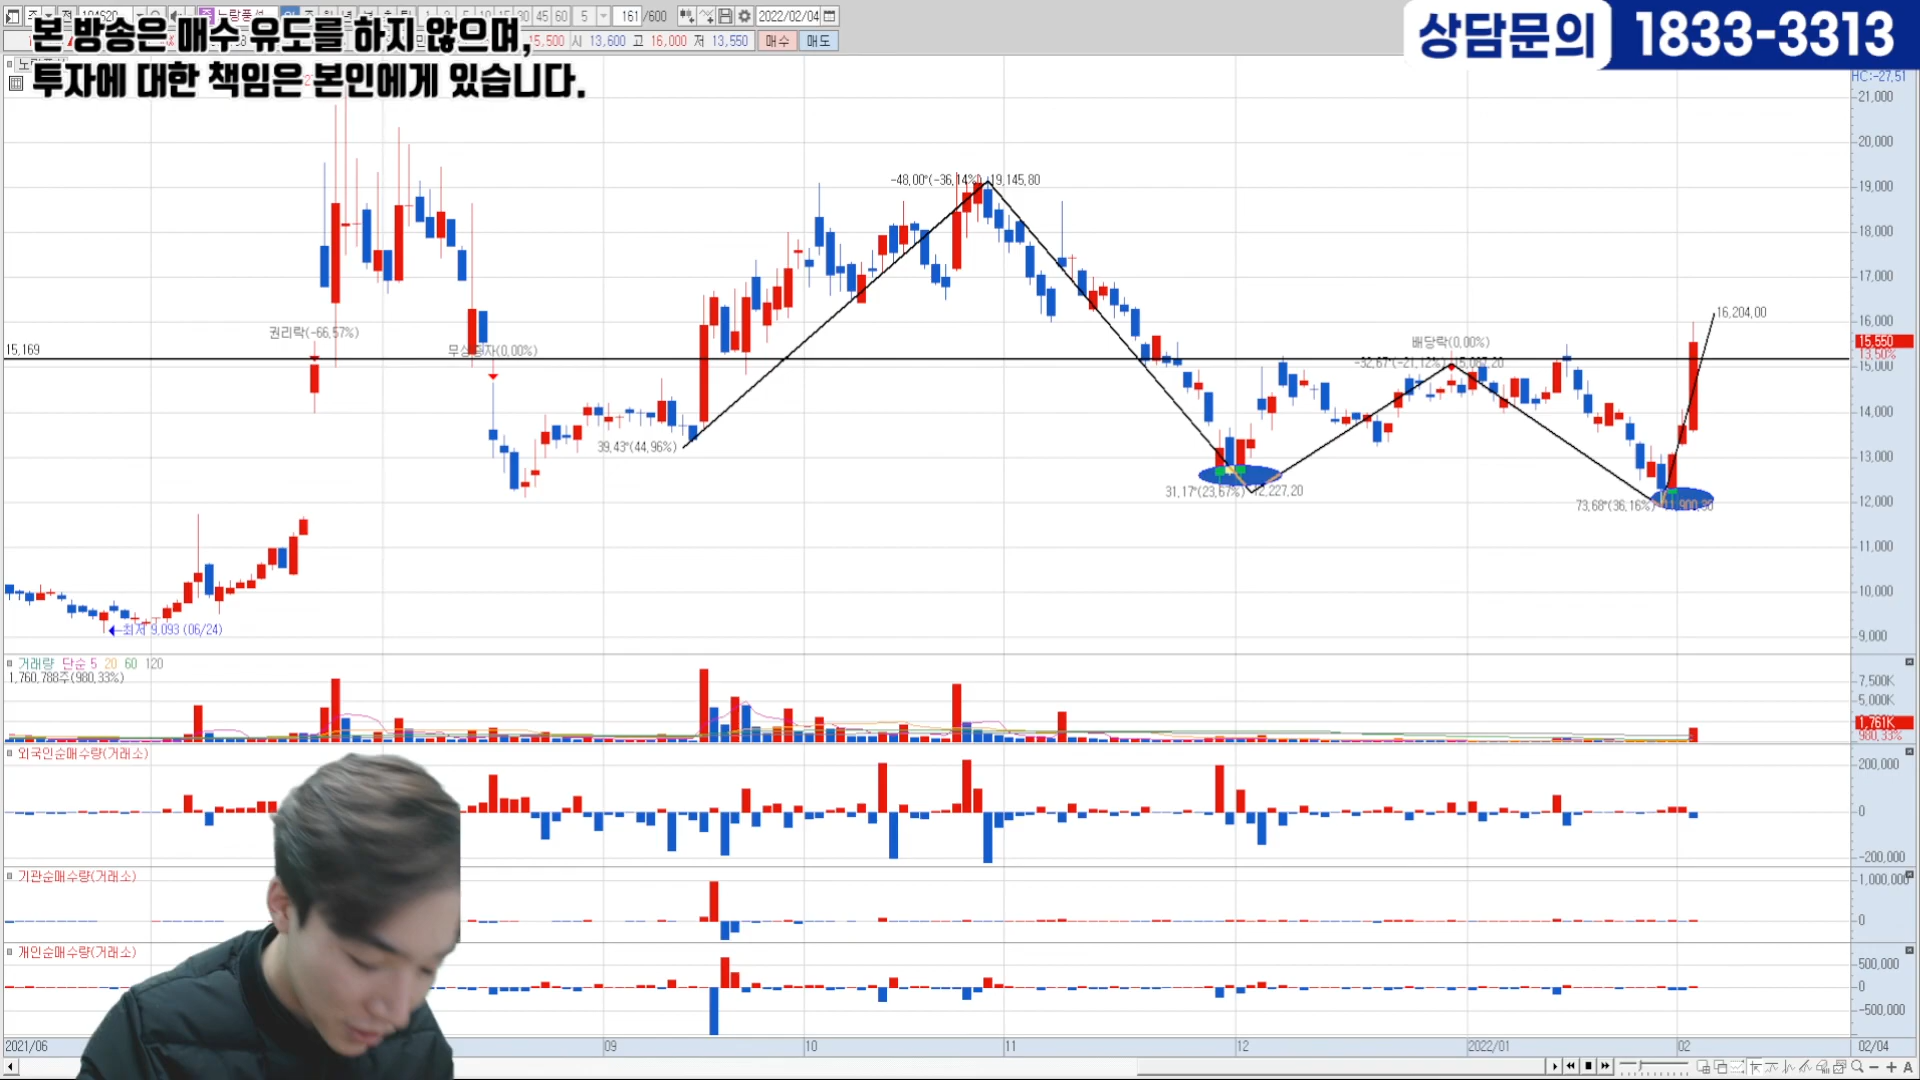 본 방송은 매수 유도를 하지 않으며,
투자에 대한 책임은 본인에게 있습니다.
상담문의 1833-3313
45 60 5 161 /600 2022/02/04
15,500 시 13,600 고 16,000 저 13,550 매수 매도
HC:-27,51
21,000
20,000
19,000
18,000
17,000
16,000
15,550
13,50%
15,000
14,000
13,000
12,000
11,000
10,000
9,000
-48,00°(-36,14%) 19,145,80
16,204,00
권리락(-66,57%)
15,169
배당락(0,00%)
39,43°(44,96%)
31,17°(23,67%) 12,227,20
73,68°(36,16%)
최저 9,093 (06/24)
거래량 단순 5 20 60 120
1,760,788주(980,33%)
7,500K
5,000K
1,761K
980,33%
외국인순매수량(거래소)
200,000
0
-200,000
기관순매수량(거래소)
1,000,000
0
개인순매수량(거래소)
500,000
0
-500,000
2021/06 09 10 11 12 2022/01 02 02/04
A